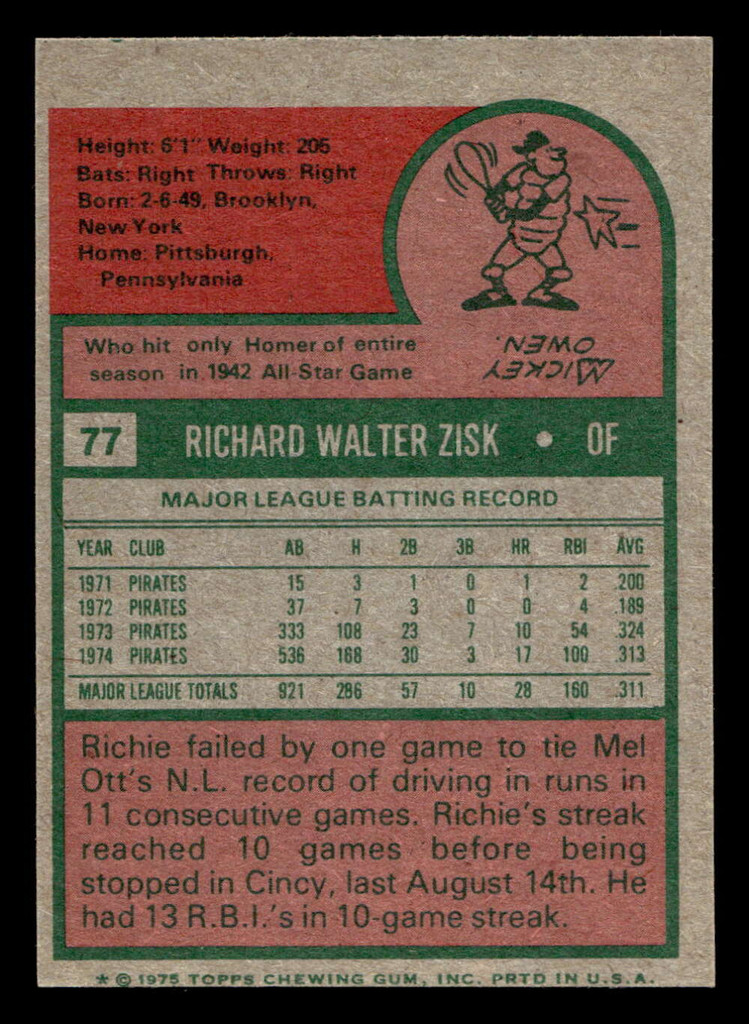 Height: 6'1" Weight: 205
Bats: Right Throws: Right
Born: 2-6-49, Brooklyn,
New York
Home: Pittsburgh,
Pennsylvania
Who hit only Homer of entire
season in 1942 All-Star Game
MICKEY
OWEN.
77 RICHARD WALTER ZISK • OF
MAJOR LEAGUE BATTING RECORD
YEAR CLUB AB H 2B 3B HR RBI AVG
1971 PIRATES 15 3 1 0 1 2 .200
1972 PIRATES 37 7 3 0 0 4 .189
1973 PIRATES 333 108 23 7 10 54 .324
1974 PIRATES 536 168 30 3 17 100 .313
MAJOR LEAGUE TOTALS 921 286 57 10 28 160 .311
Richie failed by one game to tie Mel
Ott's N.L. record of driving in runs in
11 consecutive games. Richie's streak
reached 10 games before being
stopped in Cincy, last August 14th. He
had 13 R.B.I.'s in 10-game streak.
* © 1975 TOPPS CHEWING GUM, INC. PRTD IN U.S.A.